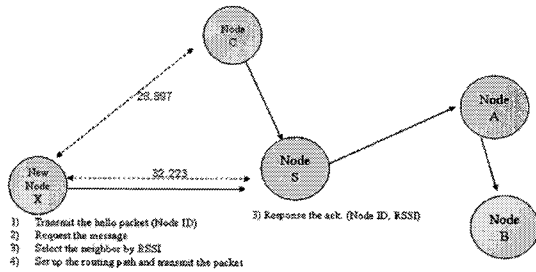 Node
C
28.897
Node
A
New
Node
X
32.223
Node
S
Node
B
1) Transmit the hello packet (Node ID)
2) Request the message
3) Select the neighbor by RSSI
4) Set up the routing path and transmit the packet
3) Response the ack. (Node ID, RSSI)